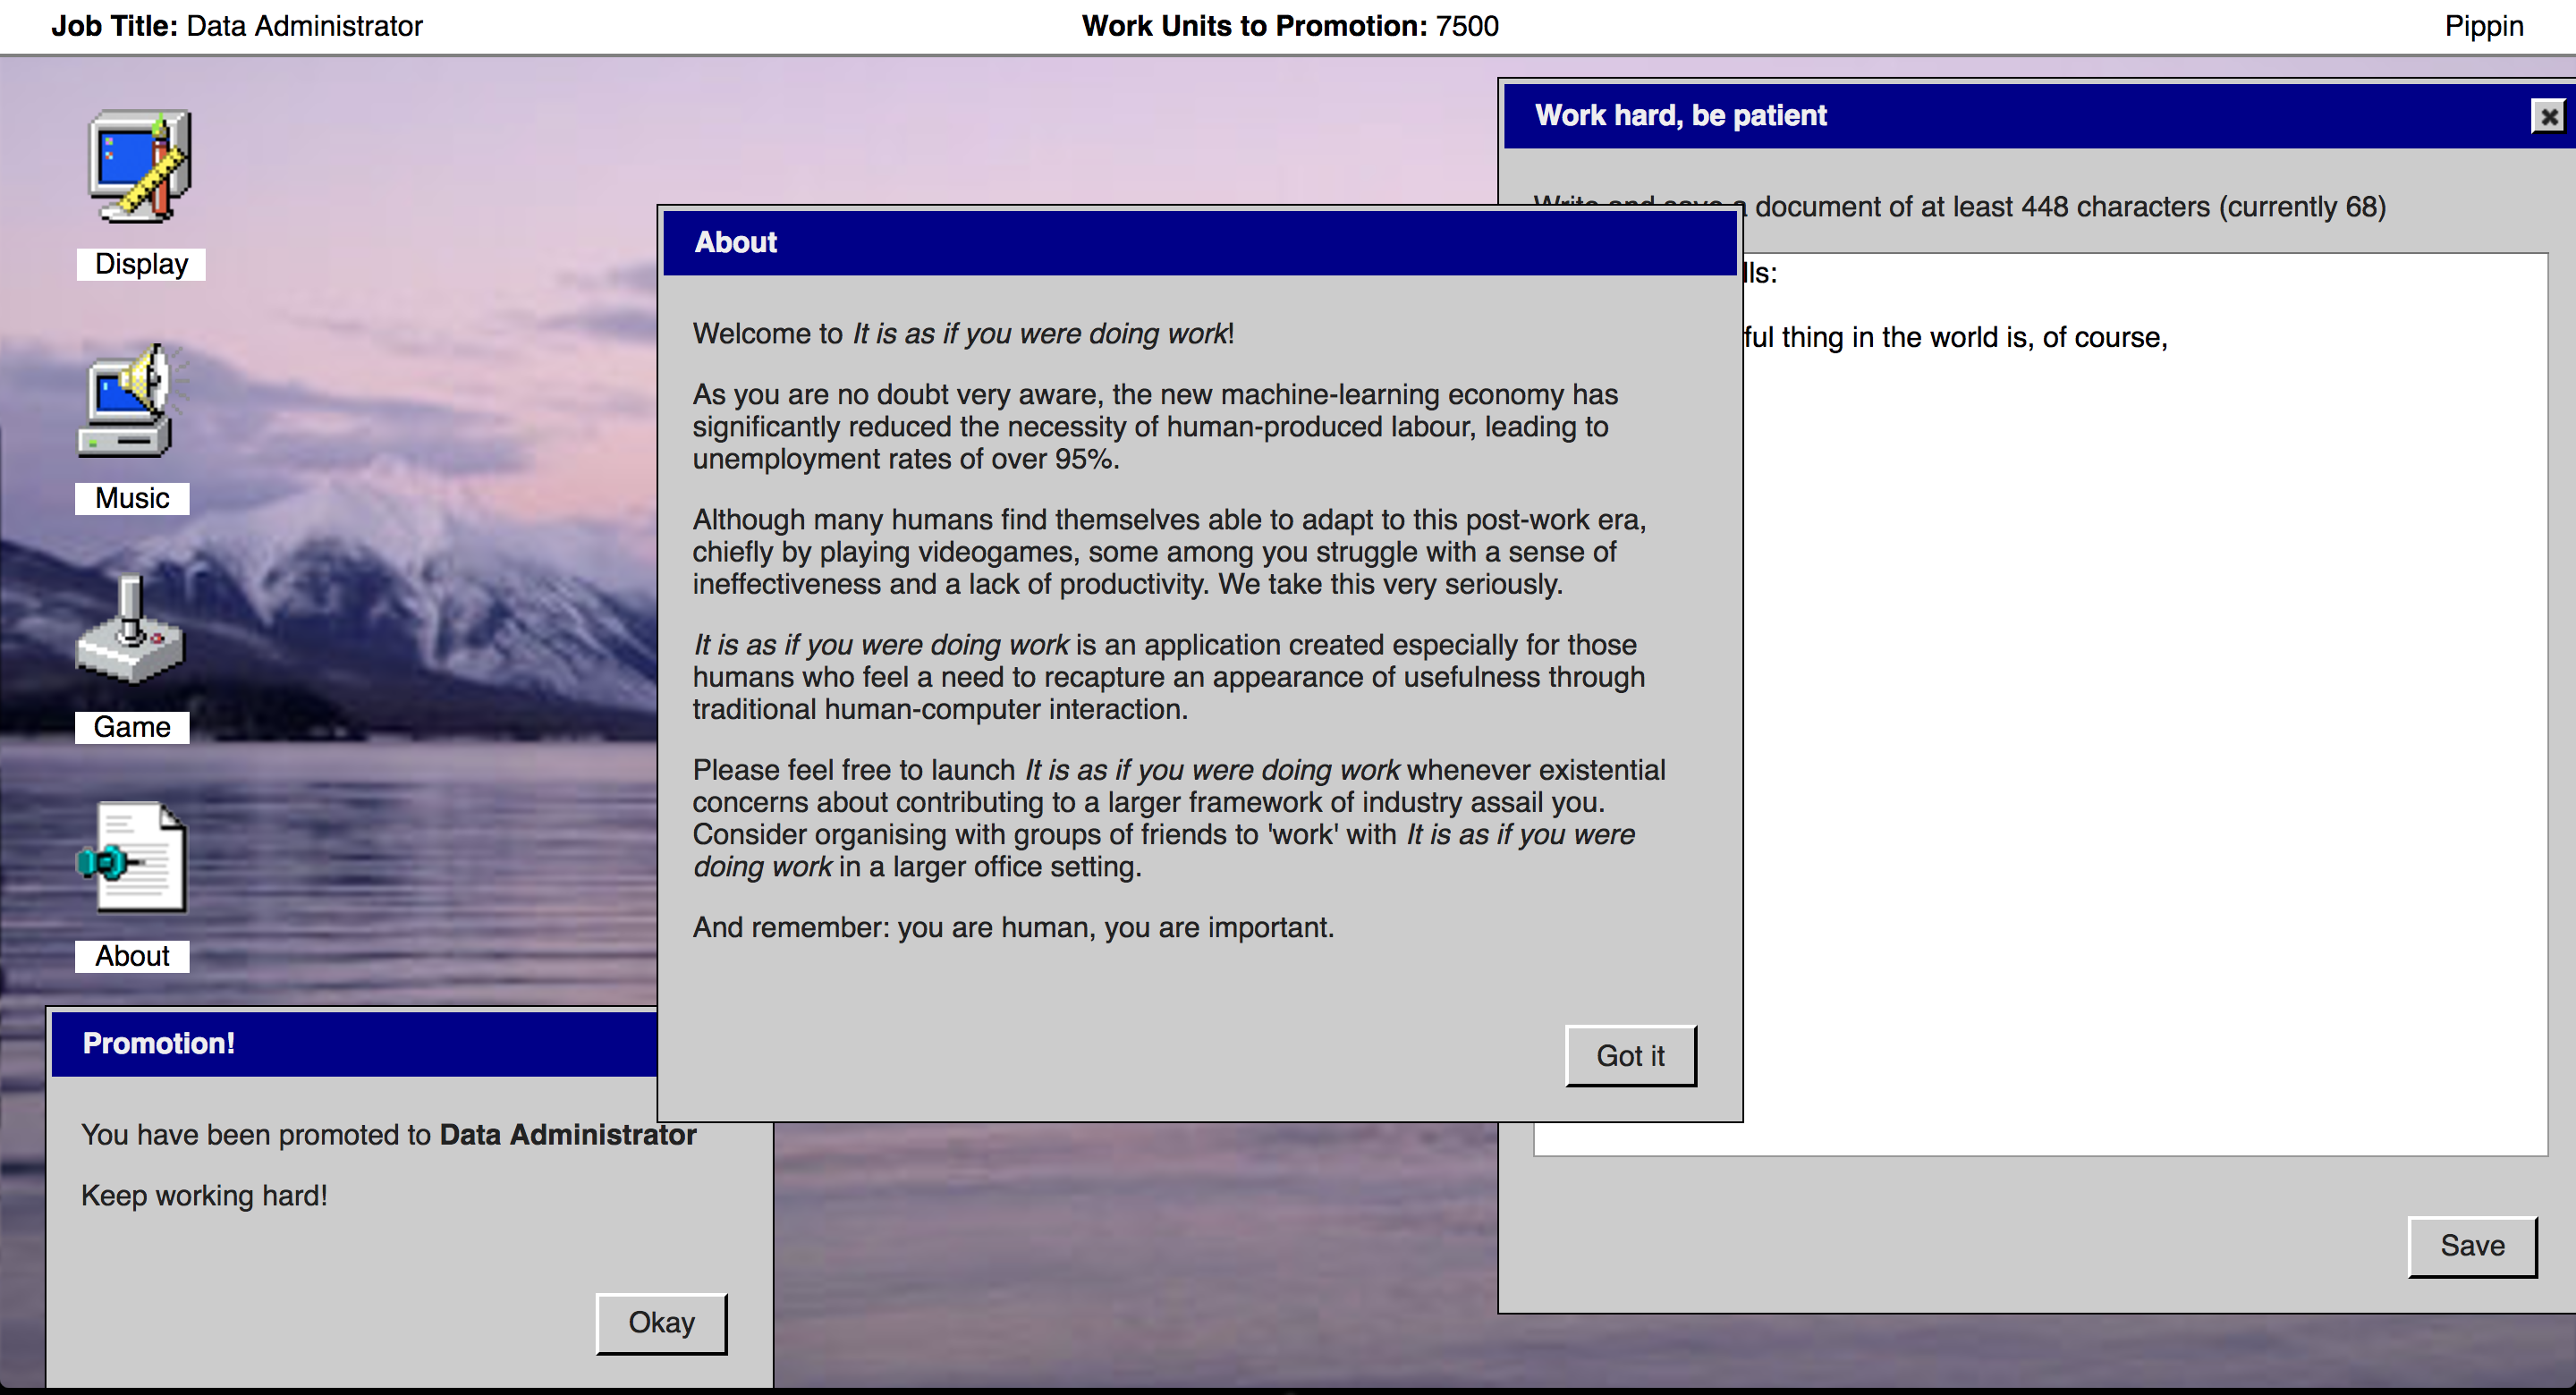 Job Title: Data Administrator
Work Units to Promotion: 7500
Pippin
Display
Music
Game
About
Work hard, be patient
Write and save a document of at least 448 characters (currently 68)
lls:
ful thing in the world is, of course,
Save
About
Welcome to It is as if you were doing work!
As you are no doubt very aware, the new machine-learning economy has
significantly reduced the necessity of human-produced labour, leading to
unemployment rates of over 95%.
Although many humans find themselves able to adapt to this post-work era,
chiefly by playing videogames, some among you struggle with a sense of
ineffectiveness and a lack of productivity. We take this very seriously.
It is as if you were doing work is an application created especially for those
humans who feel a need to recapture an appearance of usefulness through
traditional human-computer interaction.
Please feel free to launch It is as if you were doing work whenever existential
concerns about contributing to a larger framework of industry assail you.
Consider organising with groups of friends to 'work' with It is as if you were
doing work in a larger office setting.
And remember: you are human, you are important.
Got it
Promotion!
You have been promoted to Data Administrator
Keep working hard!
Okay